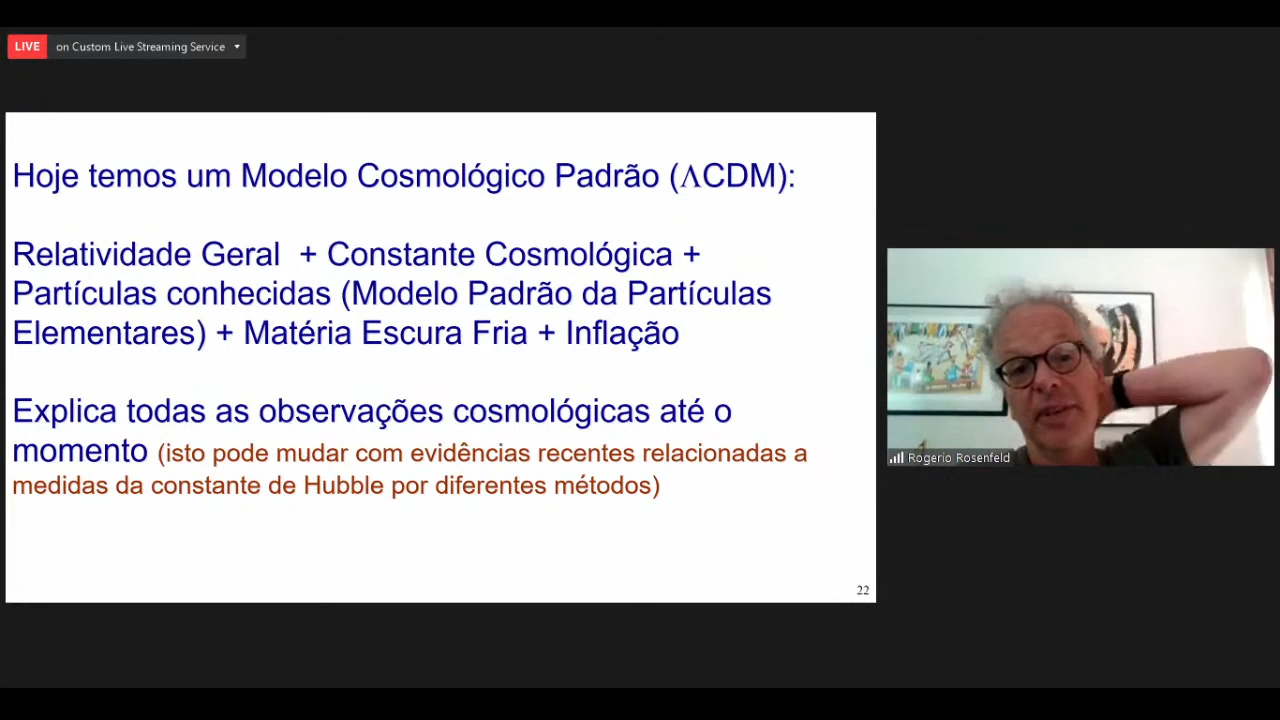 LIVE on Custom Live Streaming Service
Hoje temos um Modelo Cosmológico Padrão (ΛCDM):
Relatividade Geral + Constante Cosmológica +
Partículas conhecidas (Modelo Padrão da Partículas
Elementares) + Matéria Escura Fria + Inflação
Explica todas as observações cosmológicas até o
momento (isto pode mudar com evidências recentes relacionadas a
medidas da constante de Hubble por diferentes métodos)
22
Rogerio Rosenfeld